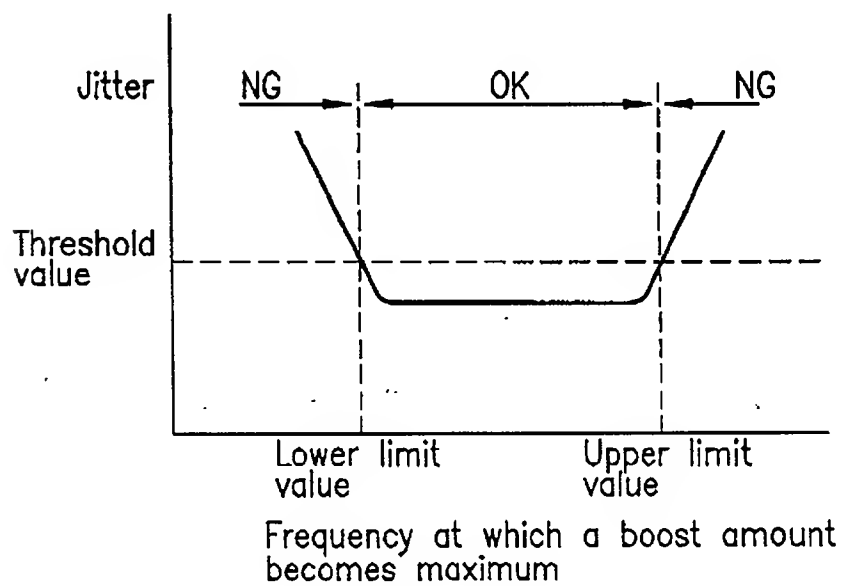 Jitter
NG
OK
NG
Threshold
value
Lower limit
value
Upper limit
value
Frequency at which a boost amount
becomes maximum